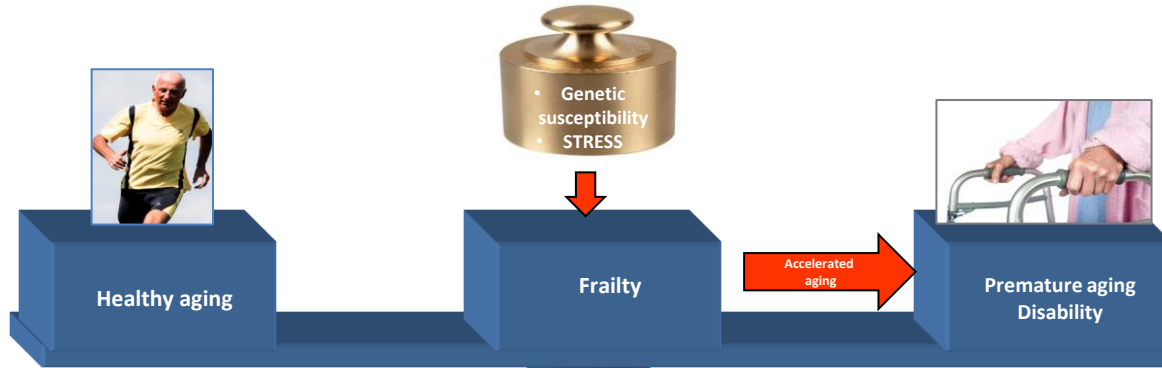 • Genetic
susceptibility
• STRESS
Healthy aging
Frailty
Accelerated
aging
Premature aging
Disability